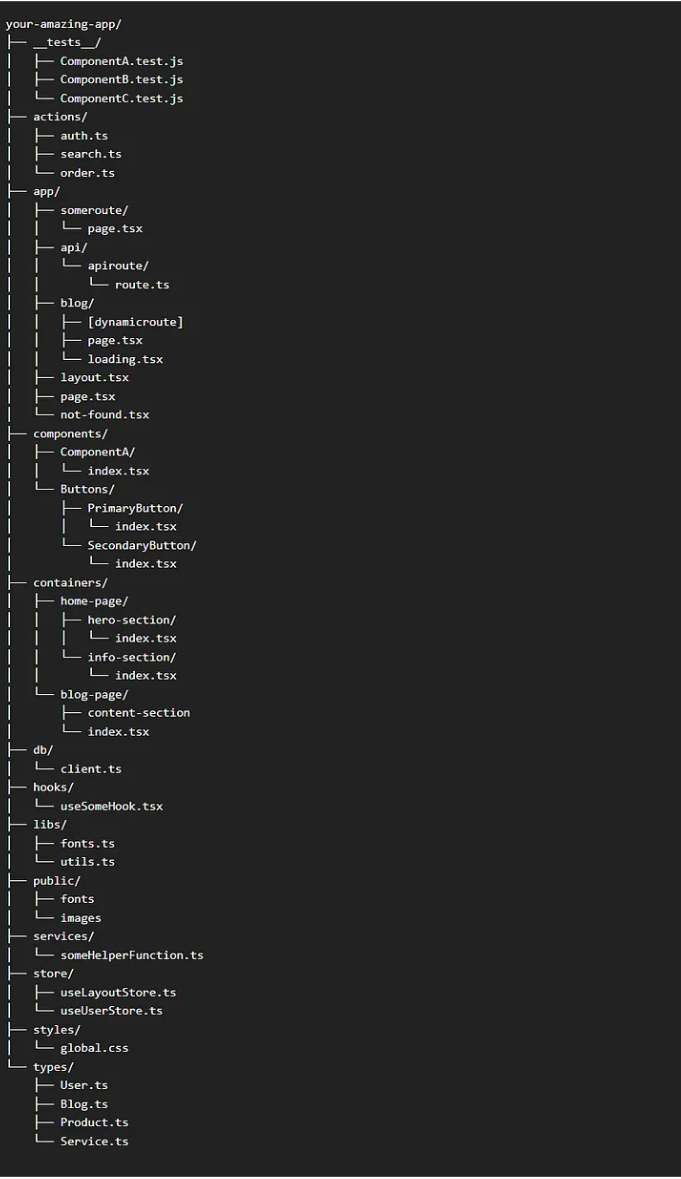 your-amazing-app/
├── __tests__/
│   ├── ComponentA.test.js
│   ├── ComponentB.test.js
│   └── ComponentC.test.js
├── actions/
│   ├── auth.ts
│   ├── search.ts
│   └── order.ts
├── app/
│   ├── someroute/
│   │   └── page.tsx
│   ├── api/
│   │   └── apiroute/
│   │       └── route.ts
│   ├── blog/
│   │   ├── [dynamicroute]
│   │   ├── page.tsx
│   │   └── loading.tsx
│   ├── layout.tsx
│   ├── page.tsx
│   └── not-found.tsx
├── components/
│   ├── ComponentA/
│   │   └── index.tsx
│   └── Buttons/
│       ├── PrimaryButton/
│       │   └── index.tsx
│       └── SecondaryButton/
│           └── index.tsx
├── containers/
│   ├── home-page/
│   │   ├── hero-section/
│   │   │   └── index.tsx
│   │   └── info-section/
│   │       └── index.tsx
│   └── blog-page/
│       ├── content-section
│       └── index.tsx
├── db/
│   └── client.ts
├── hooks/
│   └── useSomeHook.tsx
├── libs/
│   ├── fonts.ts
│   └── utils.ts
├── public/
│   ├── fonts
│   └── images
├── services/
│   └── someHelperFunction.ts
├── store/
│   ├── useLayoutStore.ts
│   └── useUserStore.ts
├── styles/
│   └── global.css
└── types/
    ├── User.ts
    ├── Blog.ts
    ├── Product.ts
    └── Service.ts